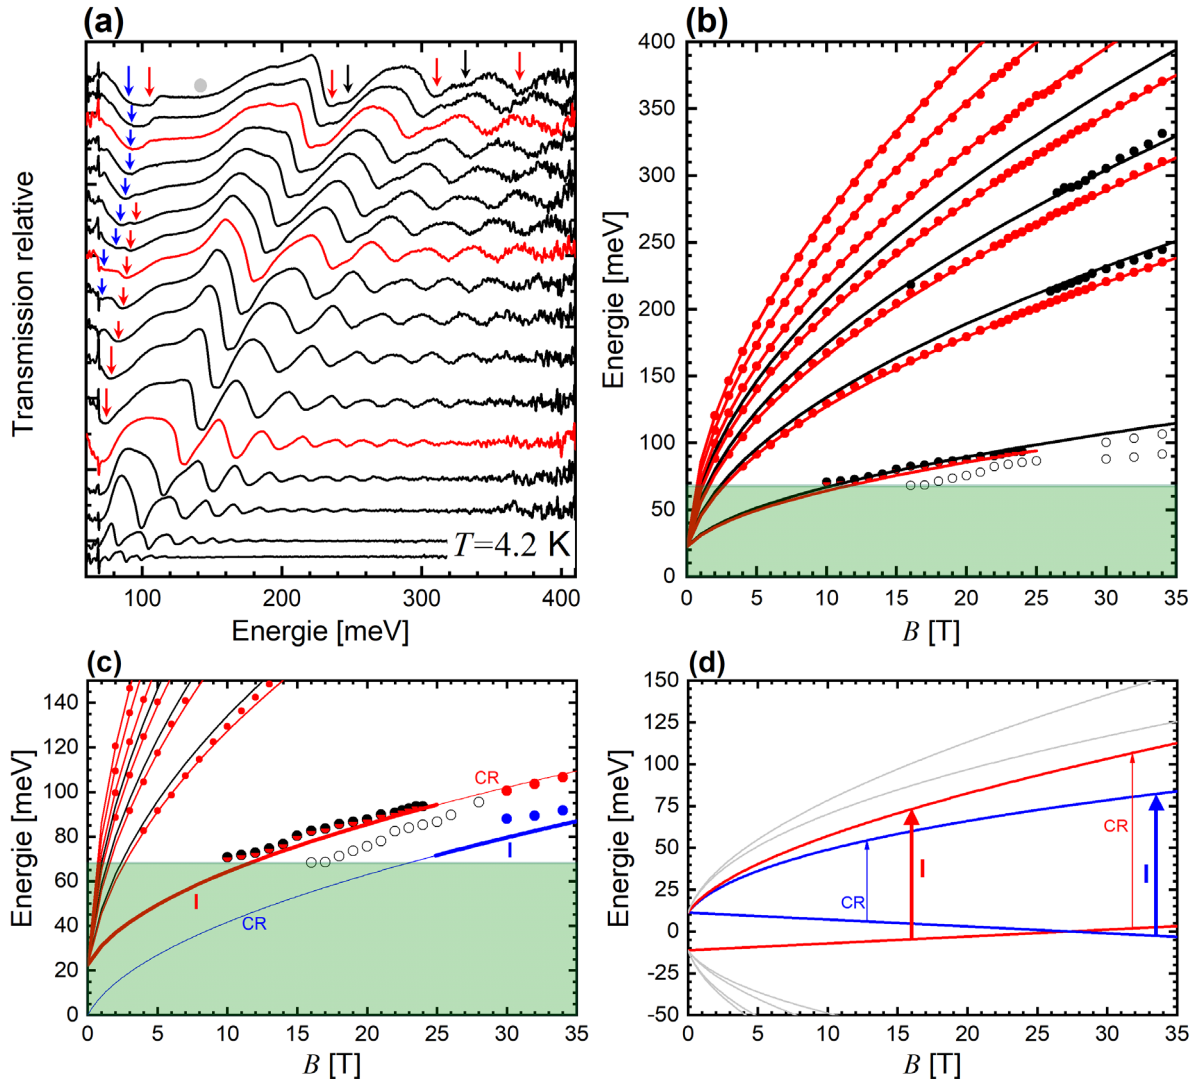 (a)
Transmission relative
T=4.2 K
100
200
300
400
Energie [meV]
(b)
Energie [meV]
400
350
300
250
200
150
100
50
0
0
5
10
15
20
25
30
35
B [T]
(c)
Energie [meV]
140
120
100
80
60
40
20
0
CR
I
I
CR
0
5
10
15
20
25
30
35
B [T]
(d)
Energie [meV]
150
125
100
75
50
25
0
-25
-50
CR
I
CR
I
0
5
10
15
20
25
30
35
B [T]